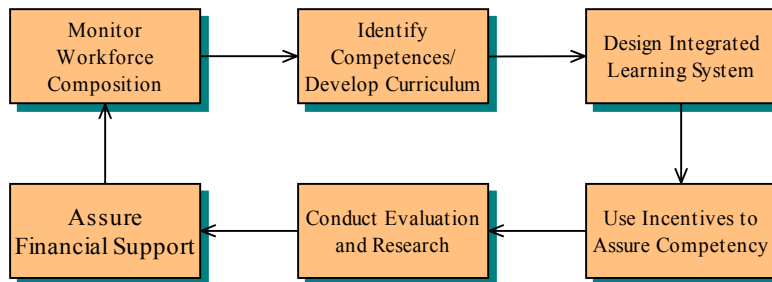 Monitor
Workforce
Composition
Identify
Competences/
Develop Curriculum
Design Integrated
Learning System
Assure
Financial Support
Conduct Evaluation
and Research
Use Incentives to
Assure Competency